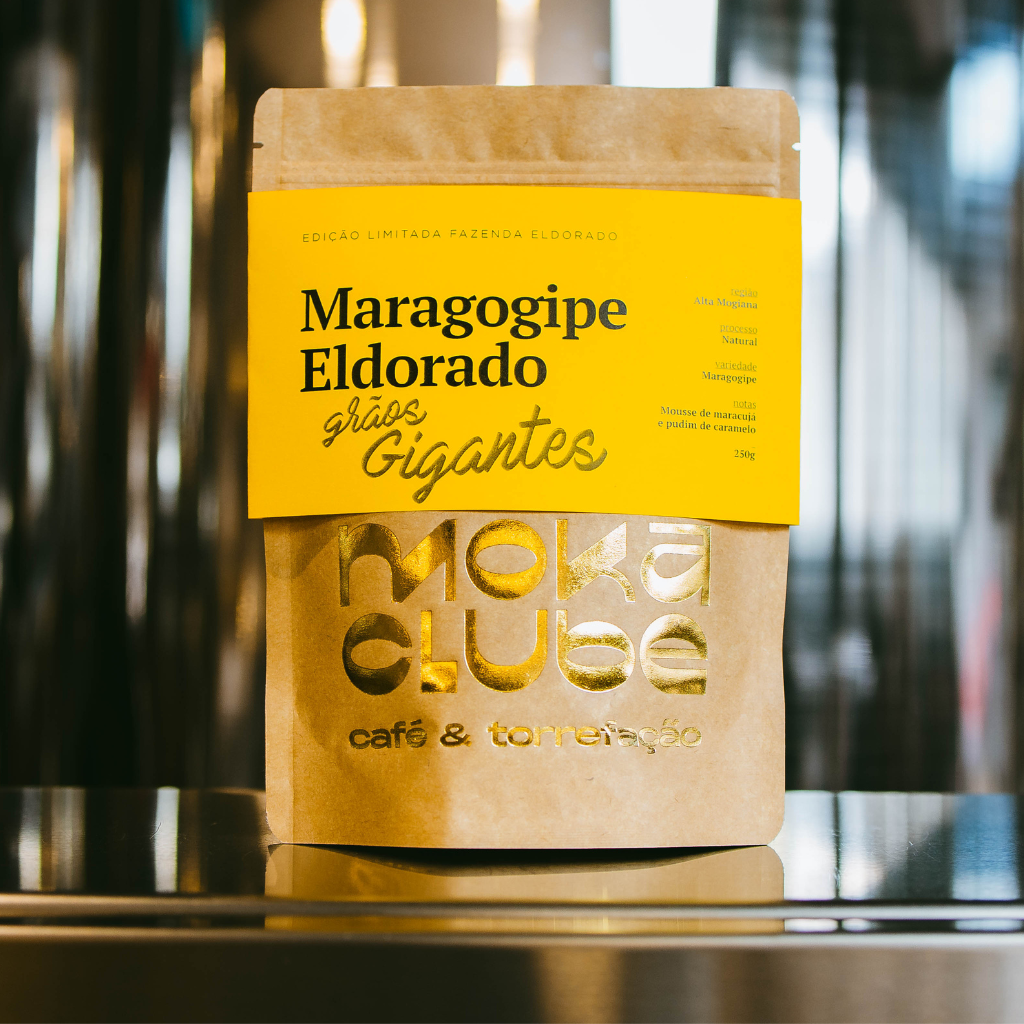 EDIÇÃO LIMITADA FAZENDA ELDORADO
Maragogipe
Eldorado
grãos
Gigantes
região
Alta Mogiana
processo
Natural
variedade
Maragogipe
notas
Mousse de maracujá
e pudim de caramelo
250g
moka
clube
café & torrefação